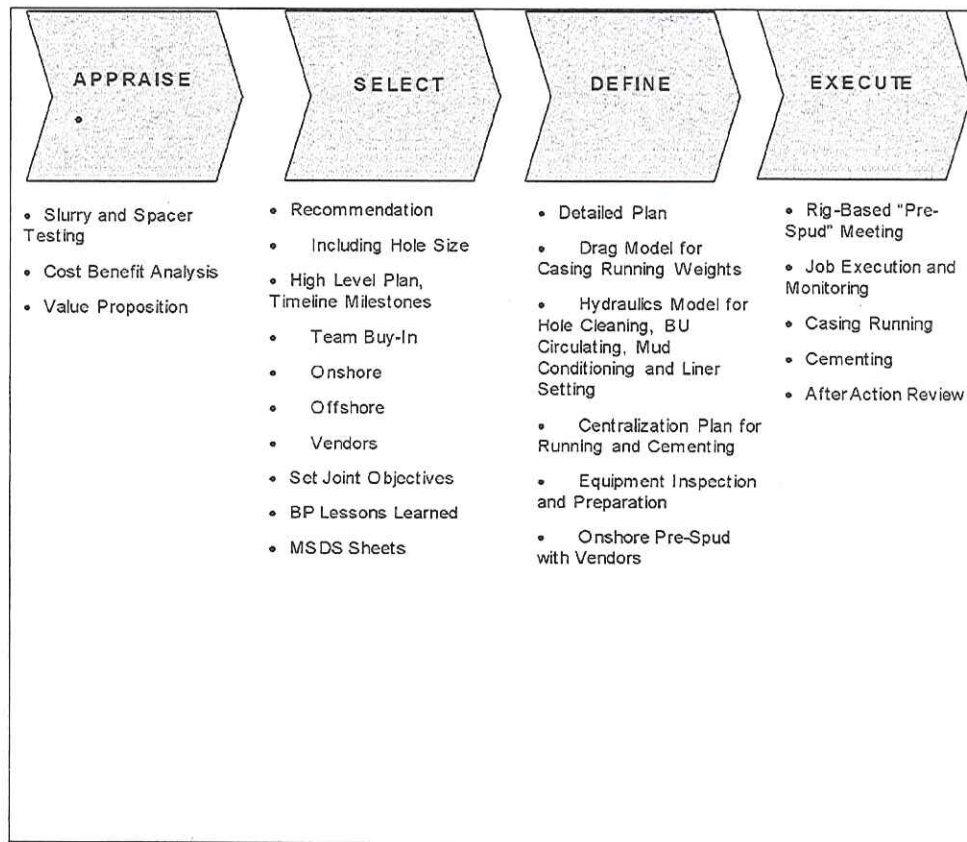 APPRAISE
•
• Slurry and Spacer
Testing
• Cost Benefit Analysis
• Value Proposition
SELECT
• Recommendation
• Including Hole Size
• High Level Plan,
Timeline Milestones
• Team Buy-In
• Onshore
• Offshore
• Vendors
• Set Joint Objectives
• BP Lessons Learned
• MSDS Sheets
DEFINE
• Detailed Plan
• Drag Model for
Casing Running Weights
• Hydraulics Model for
Hole Cleaning, BU
Circulating, Mud
Conditioning and Liner
Setting
• Centralization Plan for
Running and Cementing
• Equipment Inspection
and Preparation
• Onshore Pre-Spud
with Vendors
EXECUTE
• Rig-Based "Pre-
Spud" Meeting
• Job Execution and
Monitoring
• Casing Running
• Cementing
• After Action Review